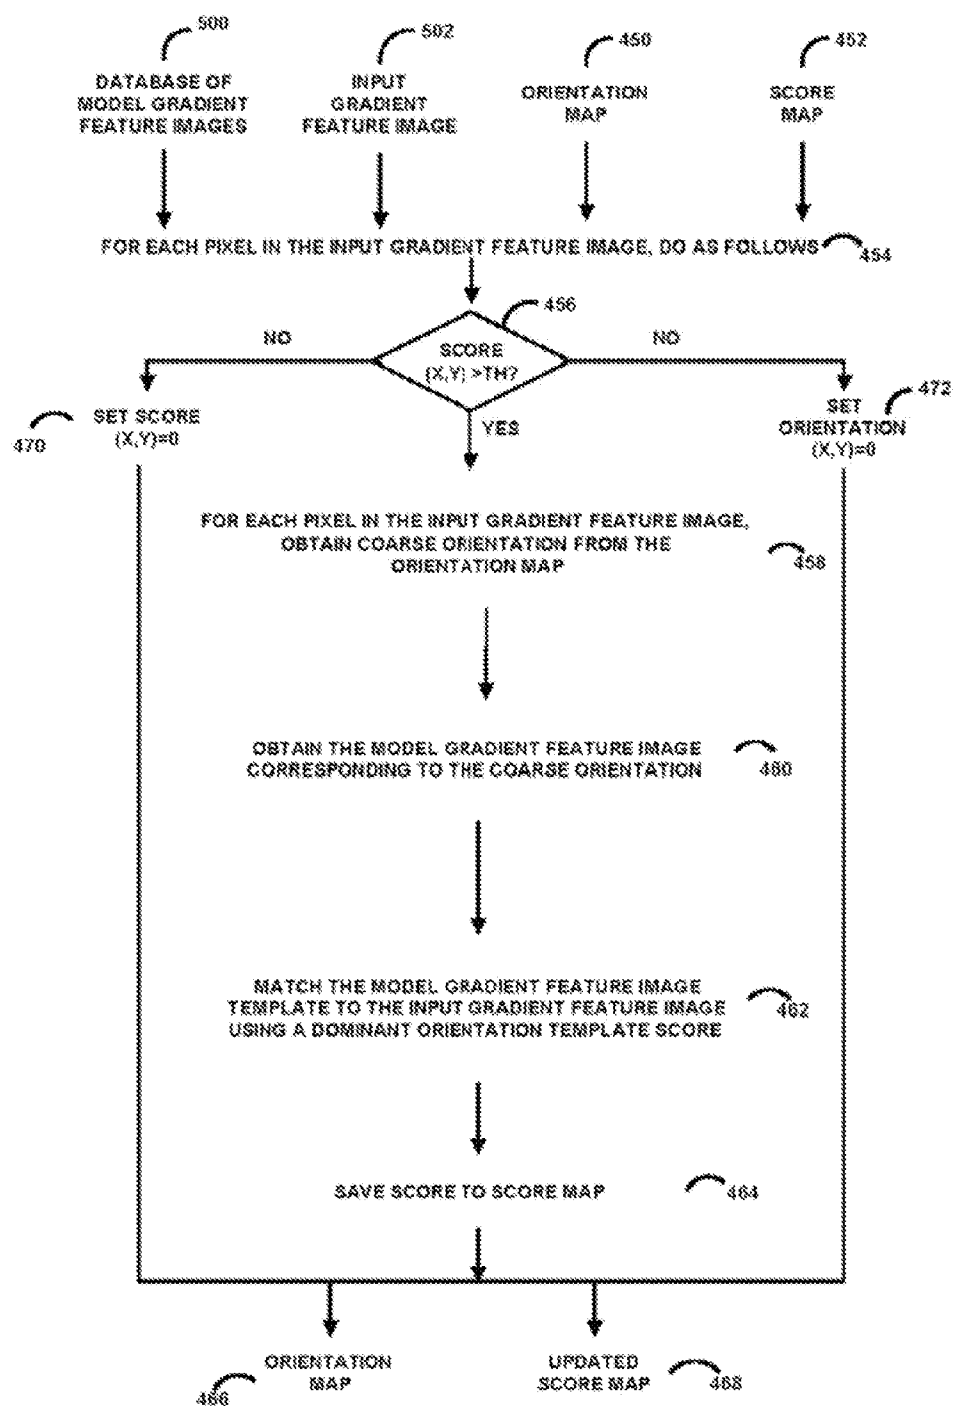 500
502
450
452
DATABASE OF
MODEL GRADIENT
FEATURE IMAGES
INPUT
GRADIENT
FEATURE IMAGE
ORIENTATION
MAP
SCORE
MAP
FOR EACH PIXEL IN THE INPUT GRADIENT FEATURE IMAGE, DO AS FOLLOWS
454
456
NO
NO
SCORE
(X,Y) >TH?
YES
470
SET SCORE
(X,Y)=0
472
SET
ORIENTATION
(X,Y)=0
FOR EACH PIXEL IN THE INPUT GRADIENT FEATURE IMAGE,
OBTAIN COARSE ORIENTATION FROM THE
ORIENTATION MAP
458
OBTAIN THE MODEL GRADIENT FEATURE IMAGE
CORRESPONDING TO THE COARSE ORIENTATION
460
MATCH THE MODEL GRADIENT FEATURE IMAGE
TEMPLATE TO THE INPUT GRADIENT FEATURE IMAGE
USING A DOMINANT ORIENTATION TEMPLATE SCORE
462
SAVE SCORE TO SCORE MAP
464
ORIENTATION
MAP
466
UPDATED
SCORE MAP
468